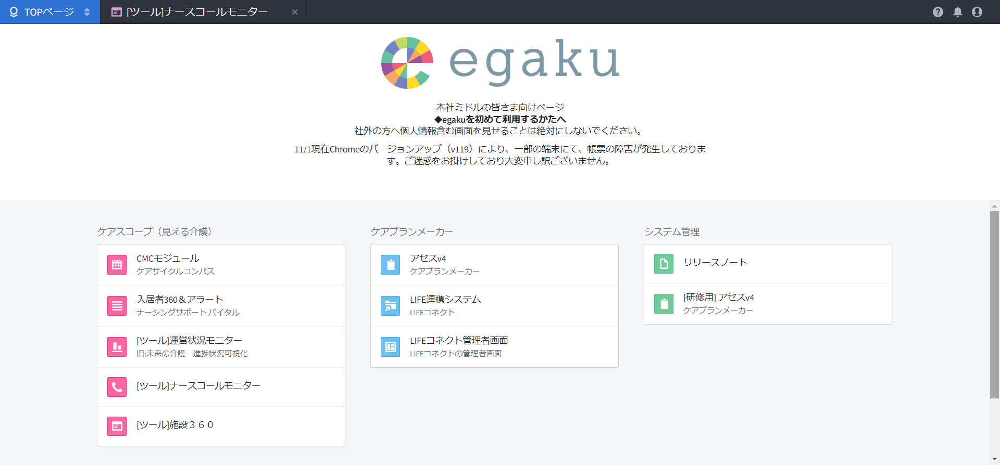 TOPページ
[ツール]ナースコールモニター
egaku
本社ミドルの皆さま向けページ
◆egakuを初めて利用するかたへ
社外の方へ個人情報含む画面を見せることは絶対にしないでください。
11/1現在Chromeのバージョンアップ（v119）により、一部の端末にて、帳票の障害が発生しておりま
す。ご迷惑をお掛けしており大変申し訳ございません。
ケアスコープ（見える介護）
CMCモジュール
ケアサイクルコンパス
入居者360＆アラート
ナーシングサポート バイタル
[ツール]運営状況モニター
旧;未来の介護　進捗状況可視化
[ツール]ナースコールモニター
[ツール]施設３６０
ケアプランメーカー
アセスv4
ケアプランメーカー
LIFE連携システム
LIFEコネクト
LIFEコネクト管理者画面
LIFEコネクトの管理者画面
システム管理
リリースノート
[研修用] アセスv4
ケアプランメーカー